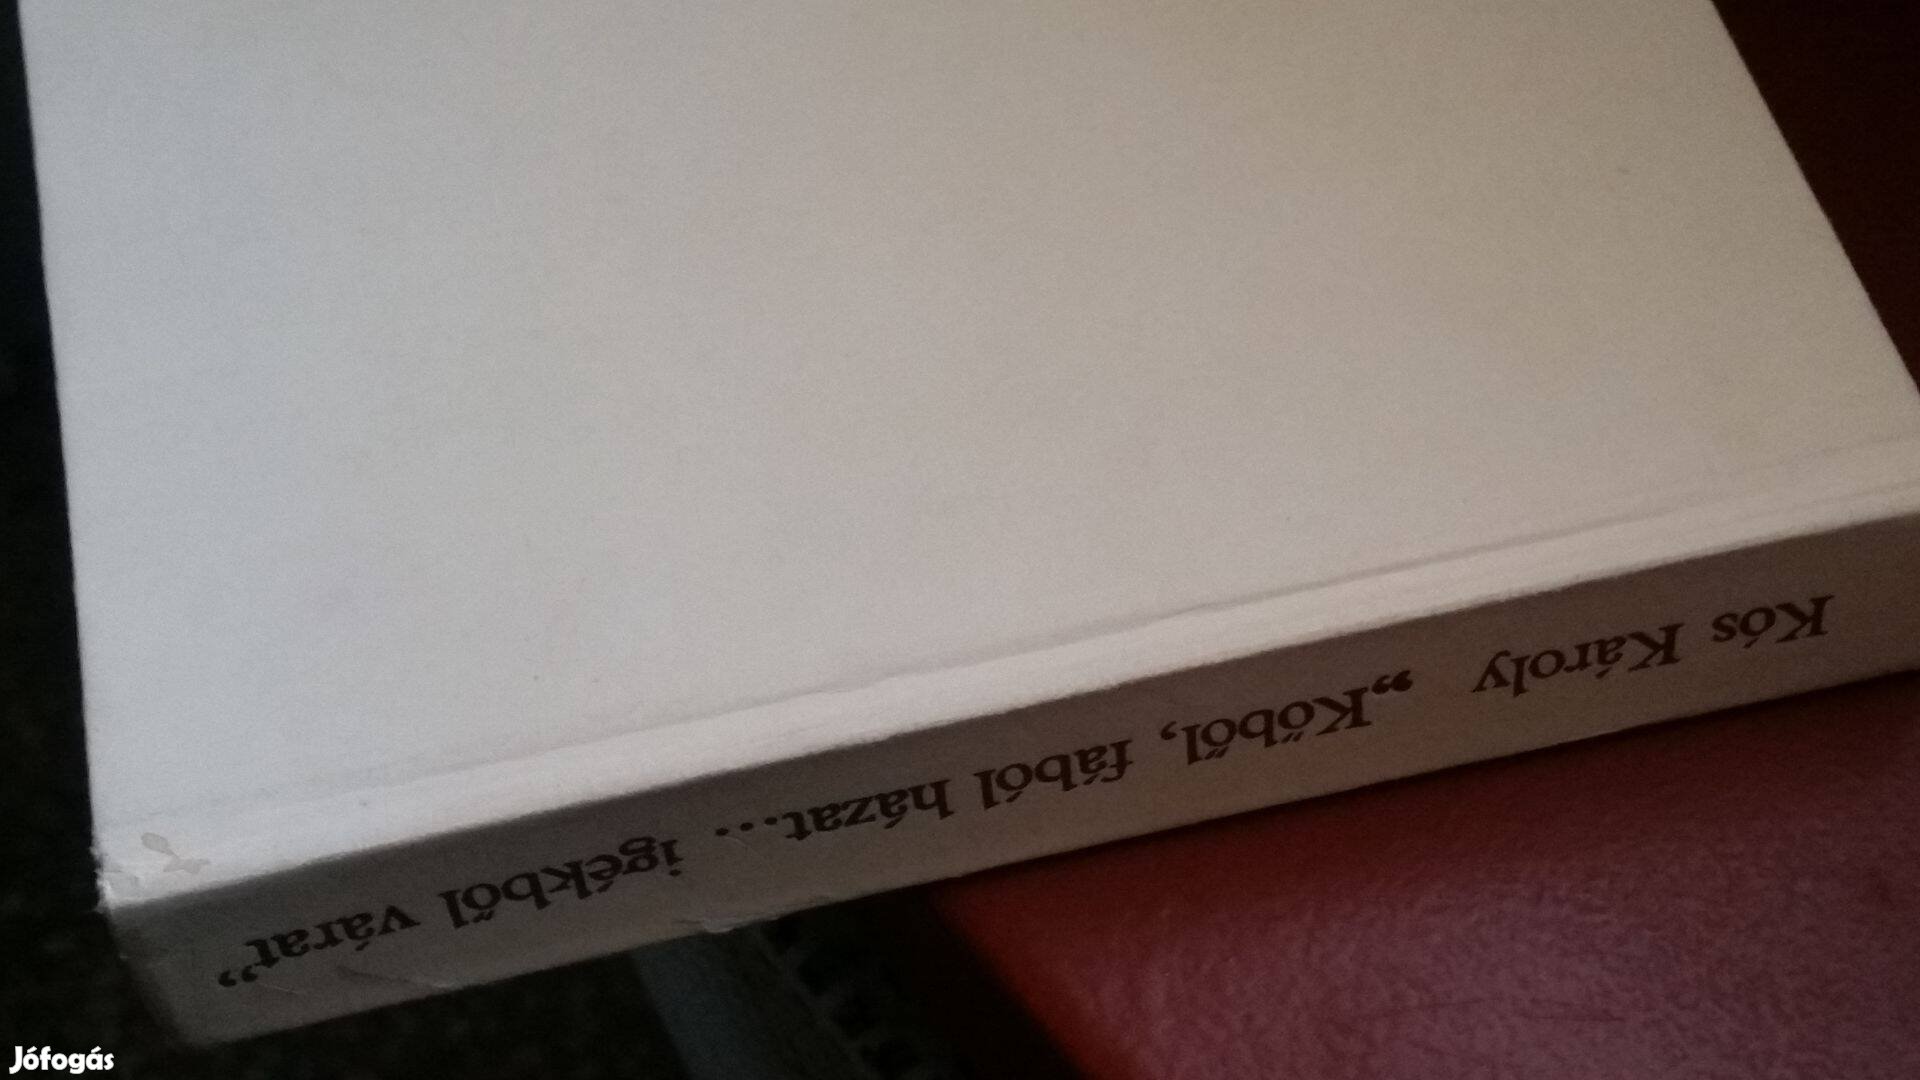 Kós Károly „Kőből, fából házat... igékből várat”
Jófogás